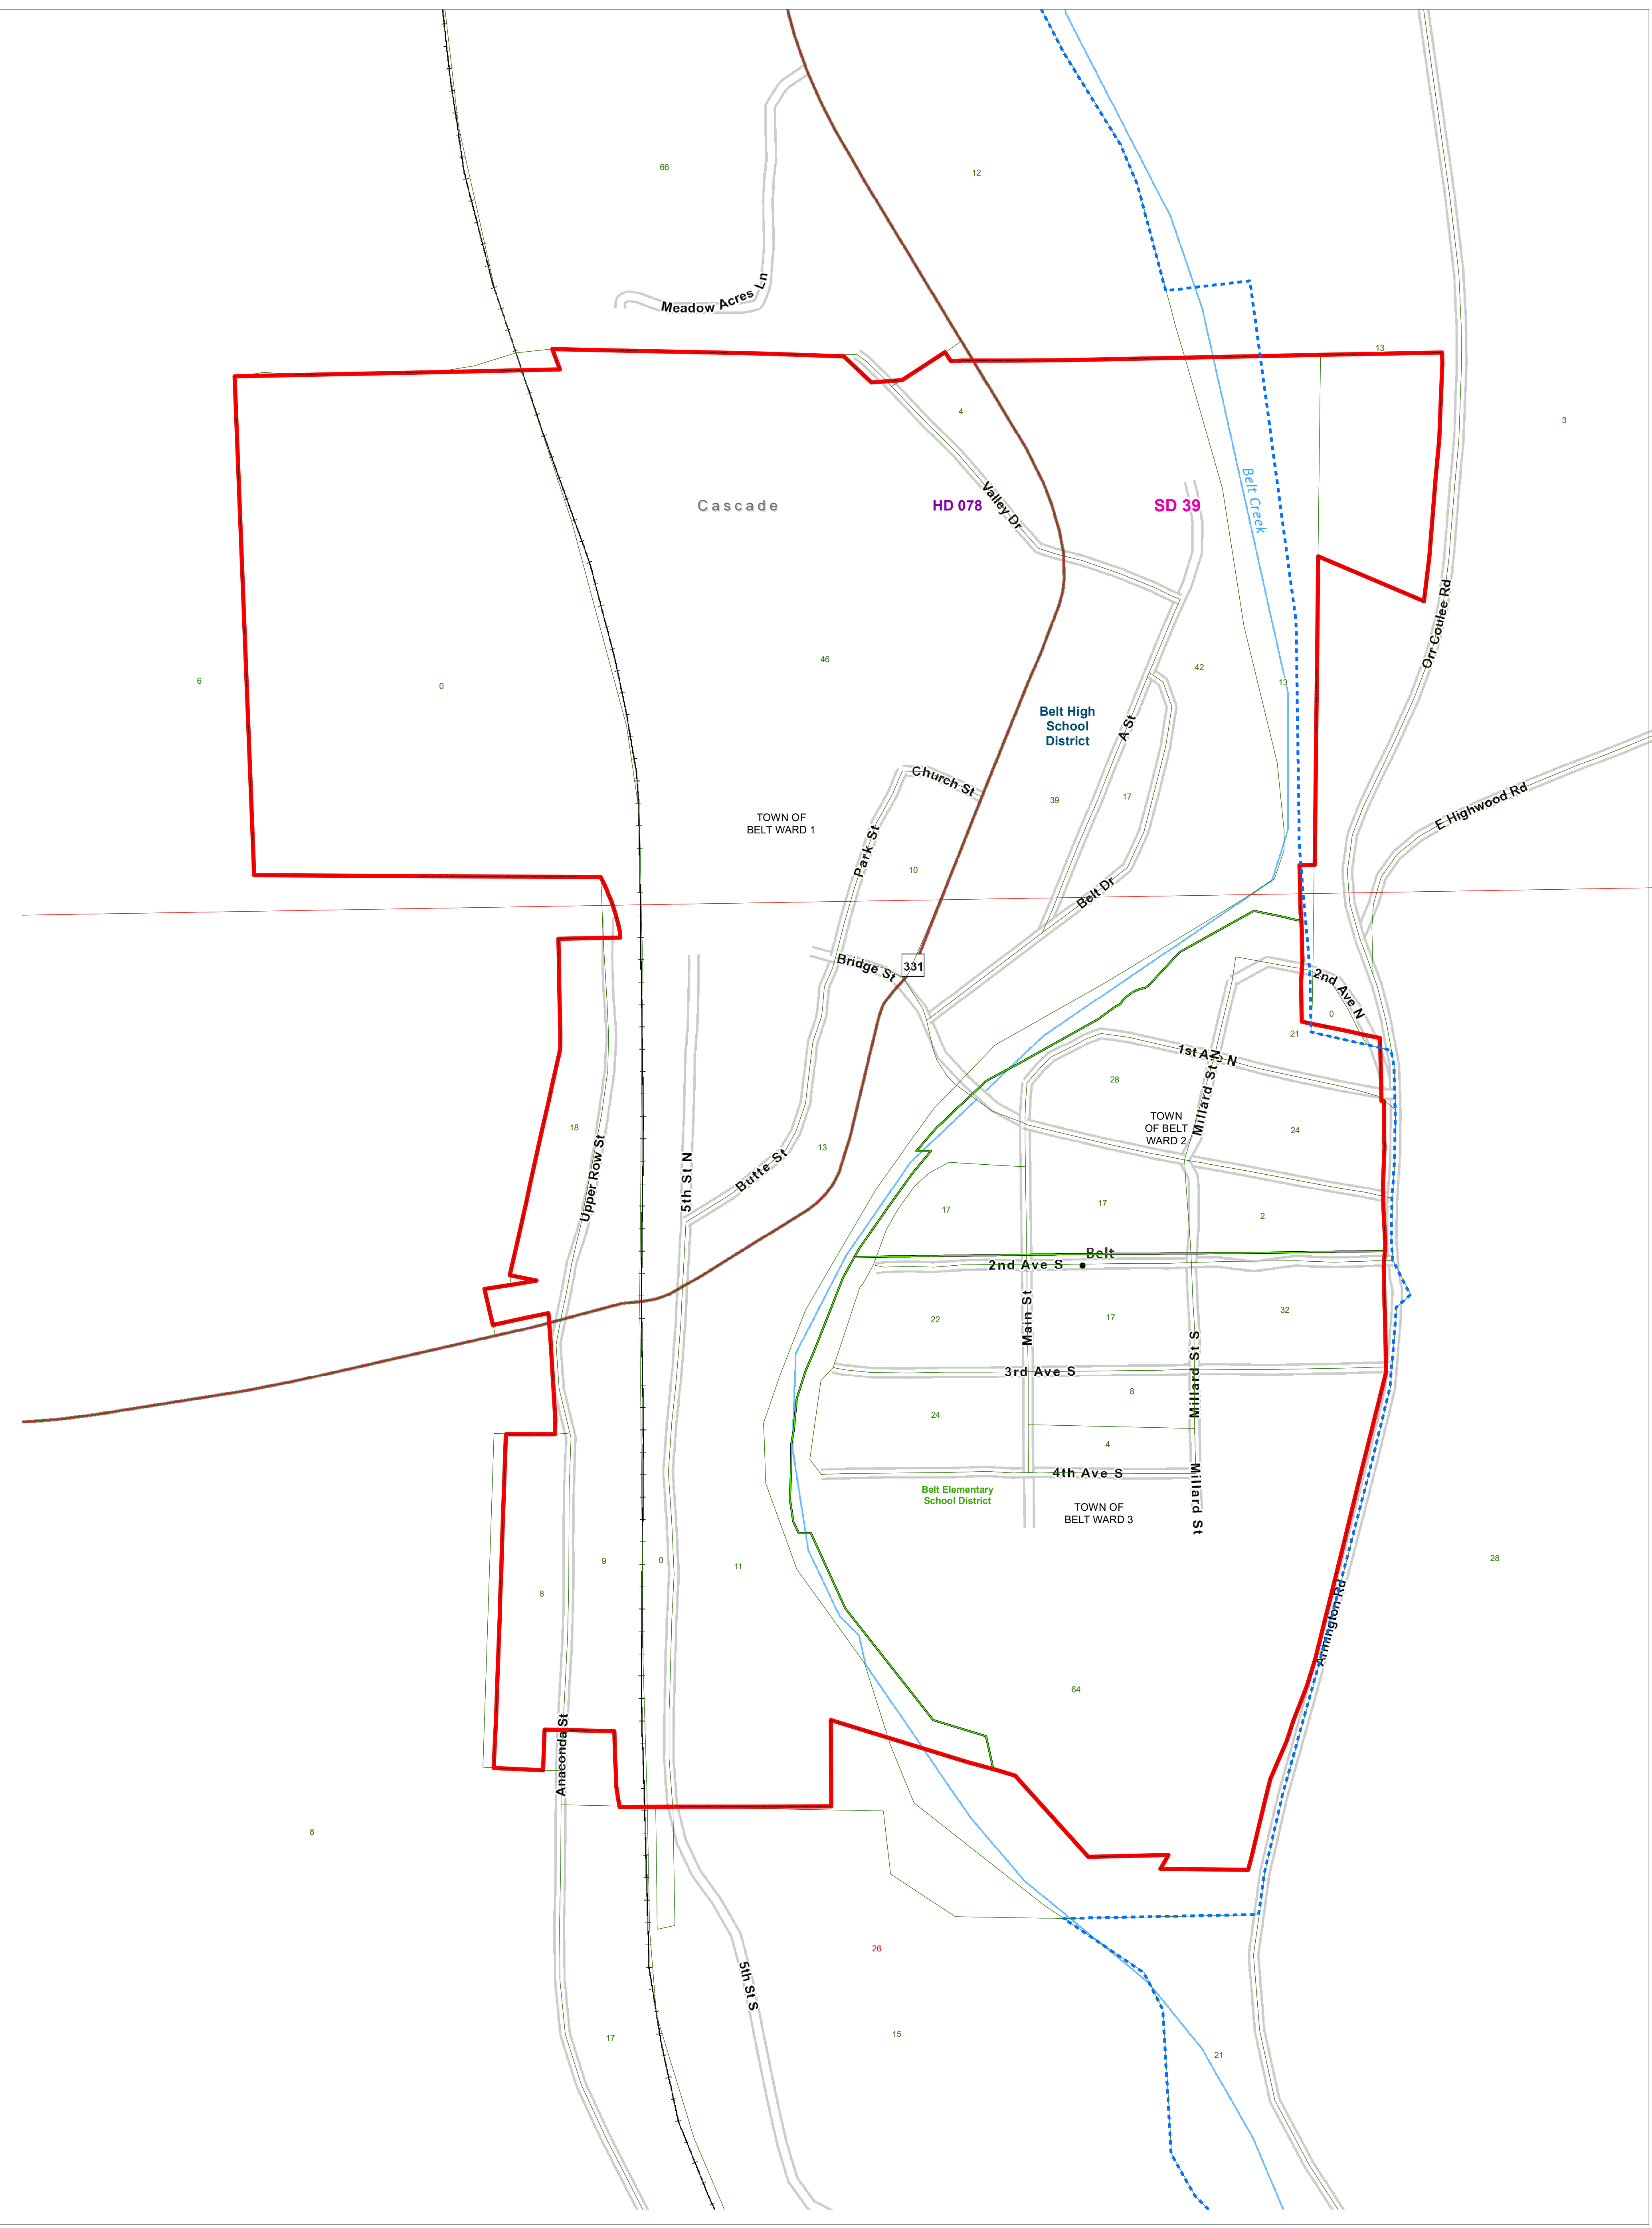 66
12
Meadow Acres Ln
13
4
3
Cascade
HD 078
Valley Dr
SD 39
Belt Creek
Orr Coulee Rd
46
42
6
0
13
Belt High
School
District
A St
Church St
39
17
E Highwood Rd
TOWN OF
BELT WARD 1
Park St
10
Belt Dr
Bridge St
331
2nd Ave N
0
21
1st Ave N
28
Millard St N
18
TOWN
OF BELT
WARD 2
24
13
Upper Row St
5th St N
Butte St
17
17
2
Belt
2nd Ave S
Main St
22
17
32
3rd Ave S
Millard St S
8
24
4
4th Ave S
Belt Elementary
School District
Millard St
TOWN OF
BELT WARD 3
9
0
11
28
8
Armington Rd
64
Anaconda St
8
26
5th St S
17
15
21